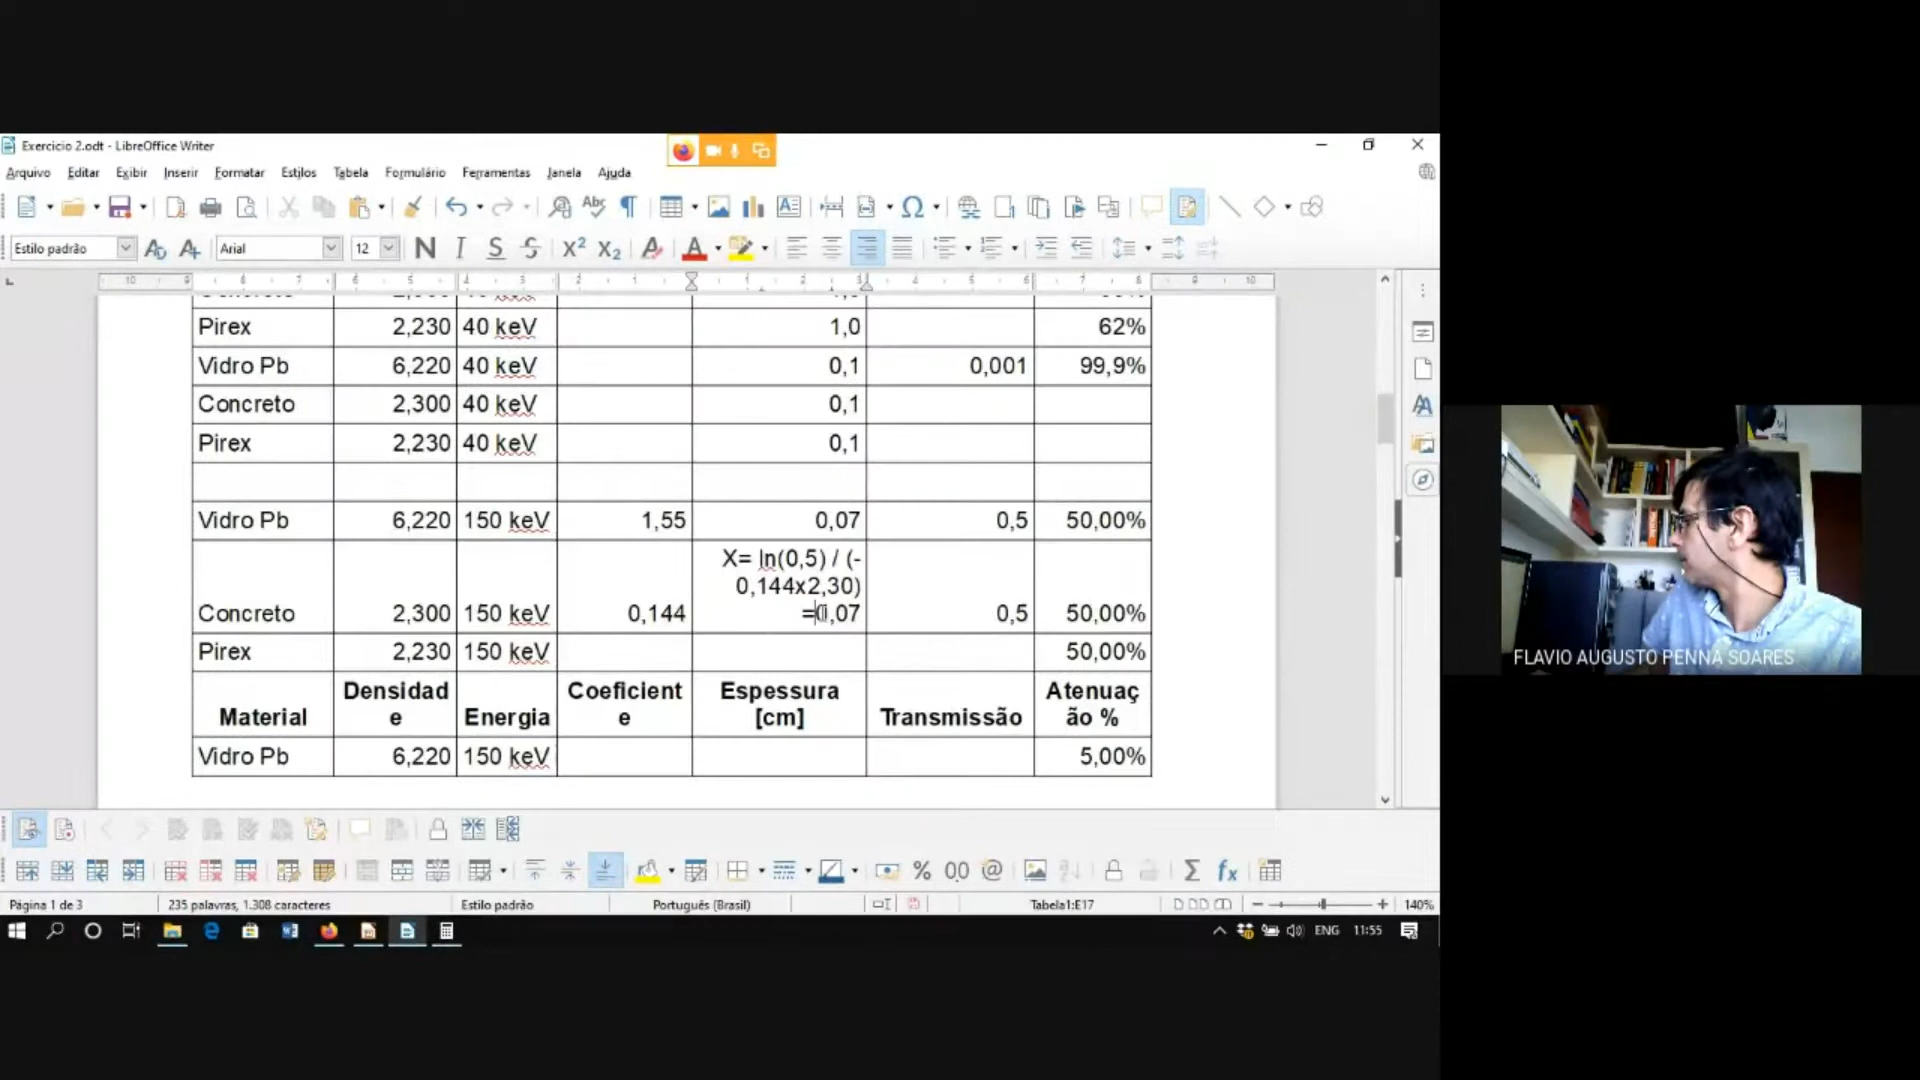 Exercicio 2.odt - LibreOffice Writer
Arquivo Editar Exibir Inserir Formatar Estilos Tabela Formulário Ferramentas Janela Ajuda
Estilo padrão Arial 12 N I S S X² X₂ A A
Pirex 2,230 40 keV 1,0 62%
Vidro Pb 6,220 40 keV 0,1 0,001 99,9%
Concreto 2,300 40 keV 0,1
Pirex 2,230 40 keV 0,1
Vidro Pb 6,220 150 keV 1,55 0,07 0,5 50,00%
X= ln(0,5) / (-
0,144x2,30)
Concreto 2,300 150 keV 0,144 =0,07 0,5 50,00%
Pirex 2,230 150 keV 50,00%
Densidad Coeficient Espessura Atenuaç
Material e Energia e [cm] Transmissão ão %
Vidro Pb 6,220 150 keV 5,00%
Página 1 de 3 235 palavras, 1.308 caracteres Estilo padrão Português (Brasil) Tabela1:E17 140%
ENG 11:55
FLAVIO AUGUSTO PENNA SOARES